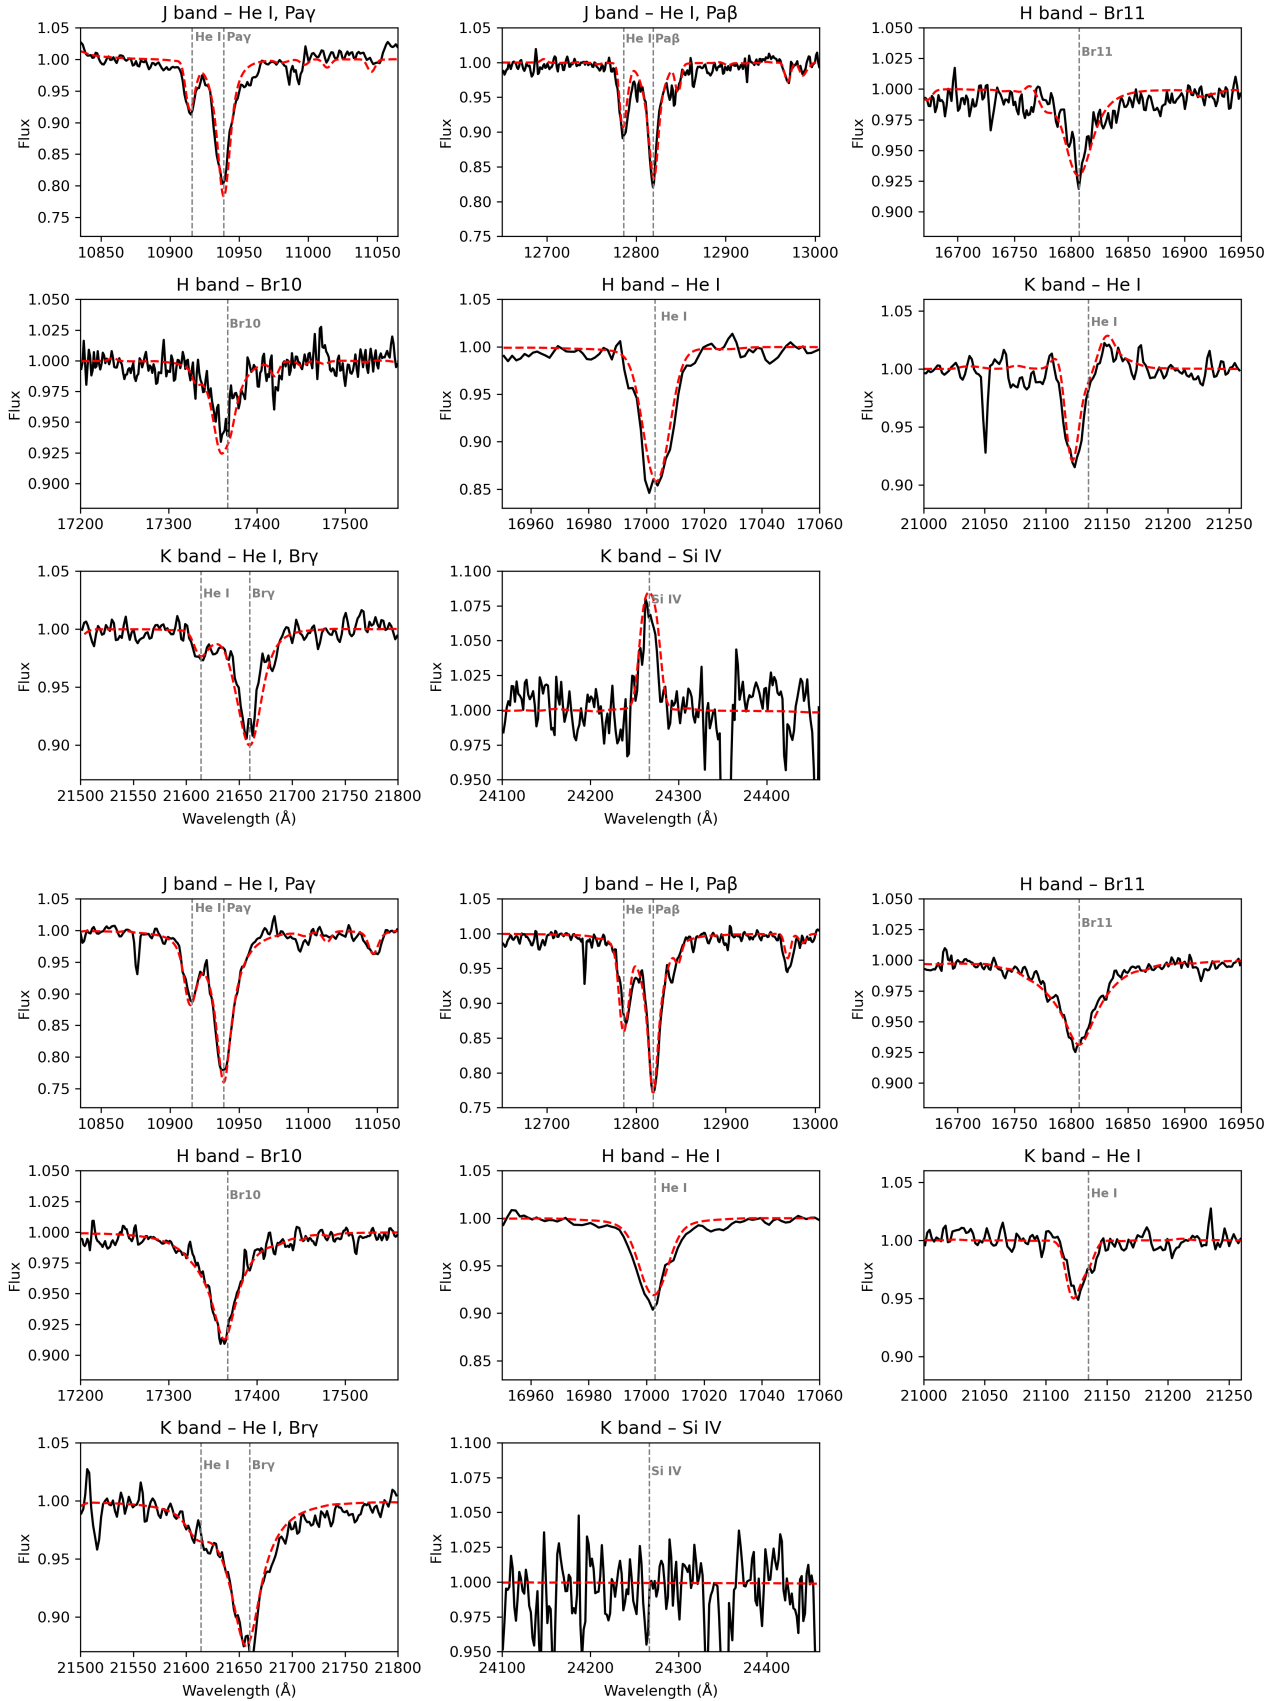 J band – He I, Paγ
J band – He I, Paβ
H band – Br11
1.05
1.00
0.95
0.90
0.85
0.80
0.75
Flux
He I Paγ
10850 10900 10950 11000 11050
1.05
1.00
0.95
0.90
0.85
0.80
0.75
Flux
He I Paβ
12700 12800 12900 13000
1.050
1.025
1.000
0.975
0.950
0.925
0.900
Flux
Br11
16700 16750 16800 16850 16900 16950
H band – Br10
H band – He I
K band – He I
1.050
1.025
1.000
0.975
0.950
0.925
0.900
Flux
Br10
17200 17300 17400 17500
1.05
1.00
0.95
0.90
0.85
Flux
He I
16960 16980 17000 17020 17040 17060
1.05
1.00
0.95
0.90
Flux
He I
21000 21050 21100 21150 21200 21250
K band – He I, Brγ
K band – Si IV
1.05
1.00
0.95
0.90
Flux
He I Brγ
21500 21550 21600 21650 21700 21750 21800
Wavelength (Å)
1.100
1.075
1.050
1.025
1.000
0.975
0.950
Flux
Si IV
24100 24200 24300 24400
Wavelength (Å)
J band – He I, Paγ
J band – He I, Paβ
H band – Br11
1.05
1.00
0.95
0.90
0.85
0.80
0.75
Flux
He I Paγ
10850 10900 10950 11000 11050
1.05
1.00
0.95
0.90
0.85
0.80
0.75
Flux
He I Paβ
12700 12800 12900 13000
1.050
1.025
1.000
0.975
0.950
0.925
0.900
Flux
Br11
16700 16750 16800 16850 16900 16950
H band – Br10
H band – He I
K band – He I
1.050
1.025
1.000
0.975
0.950
0.925
0.900
Flux
Br10
17200 17300 17400 17500
1.05
1.00
0.95
0.90
0.85
Flux
He I
16960 16980 17000 17020 17040 17060
1.05
1.00
0.95
0.90
Flux
He I
21000 21050 21100 21150 21200 21250
K band – He I, Brγ
K band – Si IV
1.05
1.00
0.95
0.90
Flux
He I Brγ
21500 21550 21600 21650 21700 21750 21800
Wavelength (Å)
1.100
1.075
1.050
1.025
1.000
0.975
0.950
Flux
Si IV
24100 24200 24300 24400
Wavelength (Å)